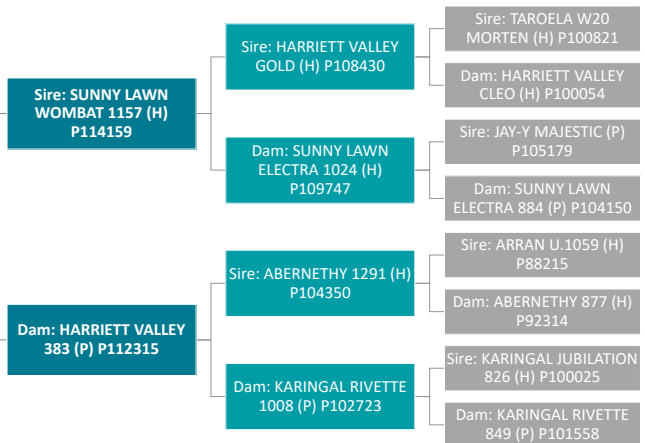 Sire: SUNNY LAWN
WOMBAT 1157 (H)
P114159
Sire: HARRIETT VALLEY
GOLD (H) P108430
Sire: TAROELA W20
MORTEN (H) P100821
Dam: HARRIETT VALLEY
CLEO (H) P100054
Dam: SUNNY LAWN
ELECTRA 1024 (H)
P109747
Sire: JAY-Y MAJESTIC (P)
P105179
Dam: SUNNY LAWN
ELECTRA 884 (P) P104150
Dam: HARRIETT VALLEY
383 (P) P112315
Sire: ABERNETHY 1291 (H)
P104350
Sire: ARRAN U.1059 (H)
P88215
Dam: ABERNETHY 877 (H)
P92314
Dam: KARINGAL RIVETTE
1008 (P) P102723
Sire: KARINGAL JUBILATION
826 (H) P100025
Dam: KARINGAL RIVETTE
849 (P) P101558